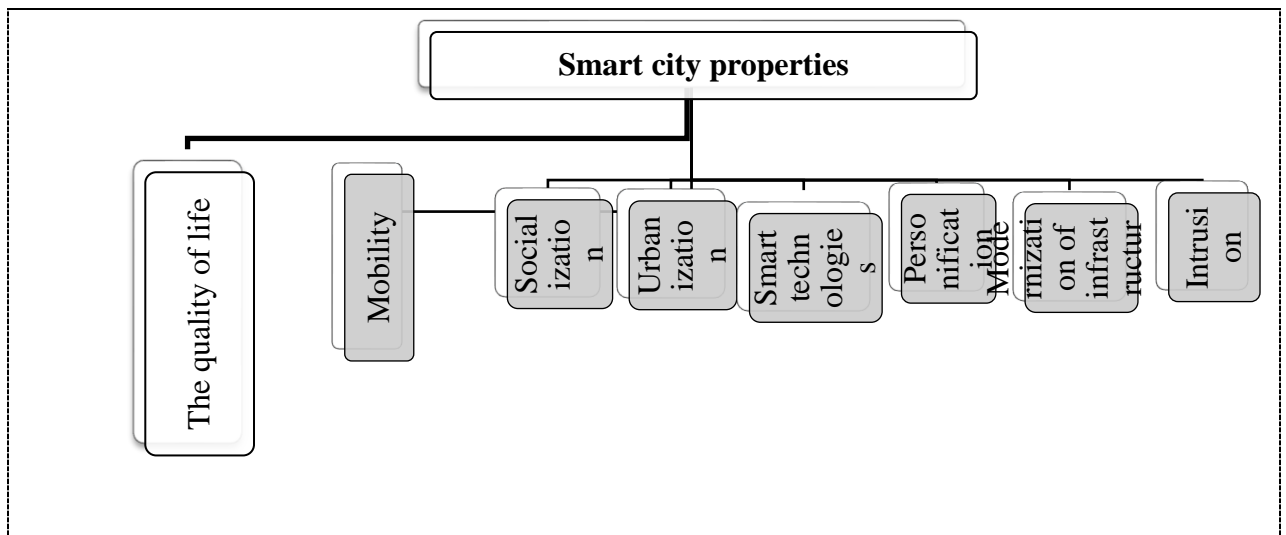 Smart city properties
The quality of life
Mobility
Social
izatio
n
Urban
izatio
n
Smart
techn
ologie
s
Perso
nificat
ion
Mode
rnizati
on of
infrast
ructur
Intrusi
on